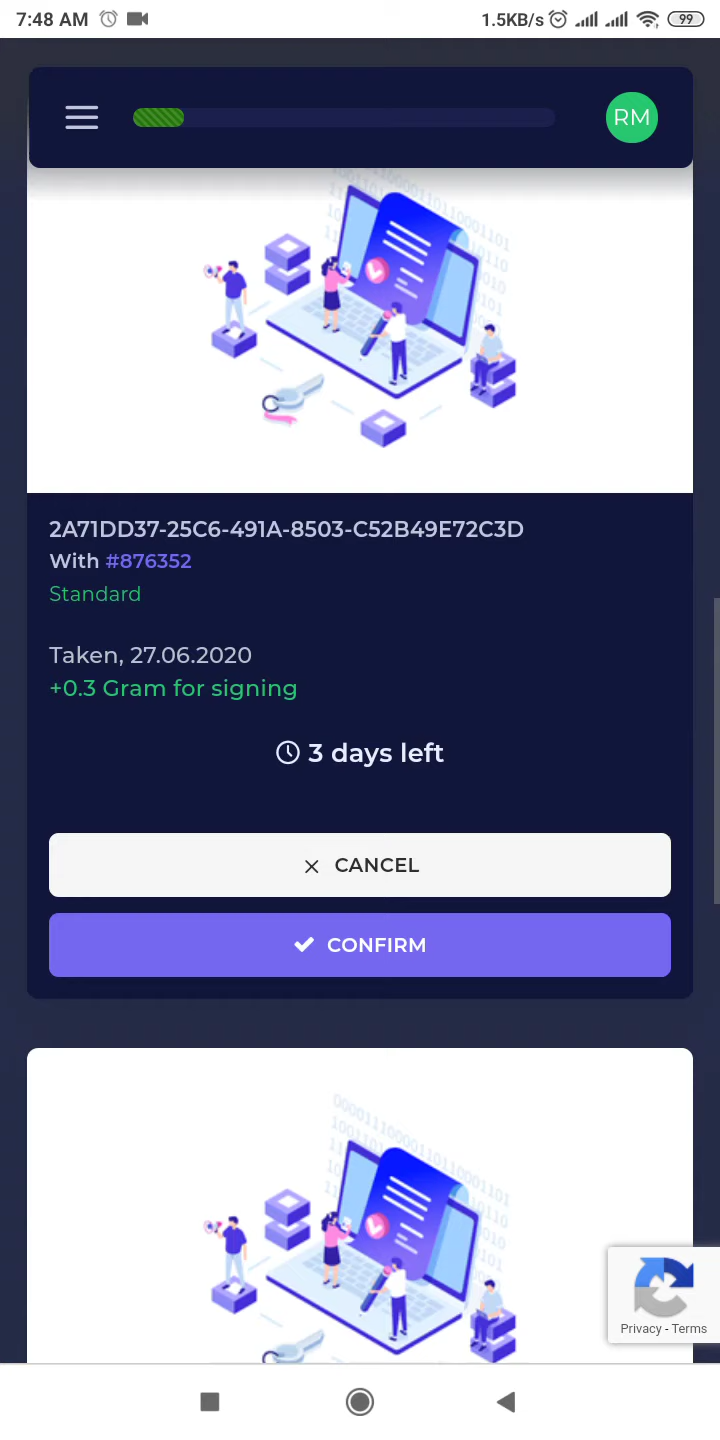 7:48 AM 1.5KB/s 99
RM
2A71DD37-25C6-491A-8503-C52B49E72C3D
With #876352
Standard
Taken, 27.06.2020
+0.3 Gram for signing
3 days left
CANCEL
CONFIRM
Privacy - Terms